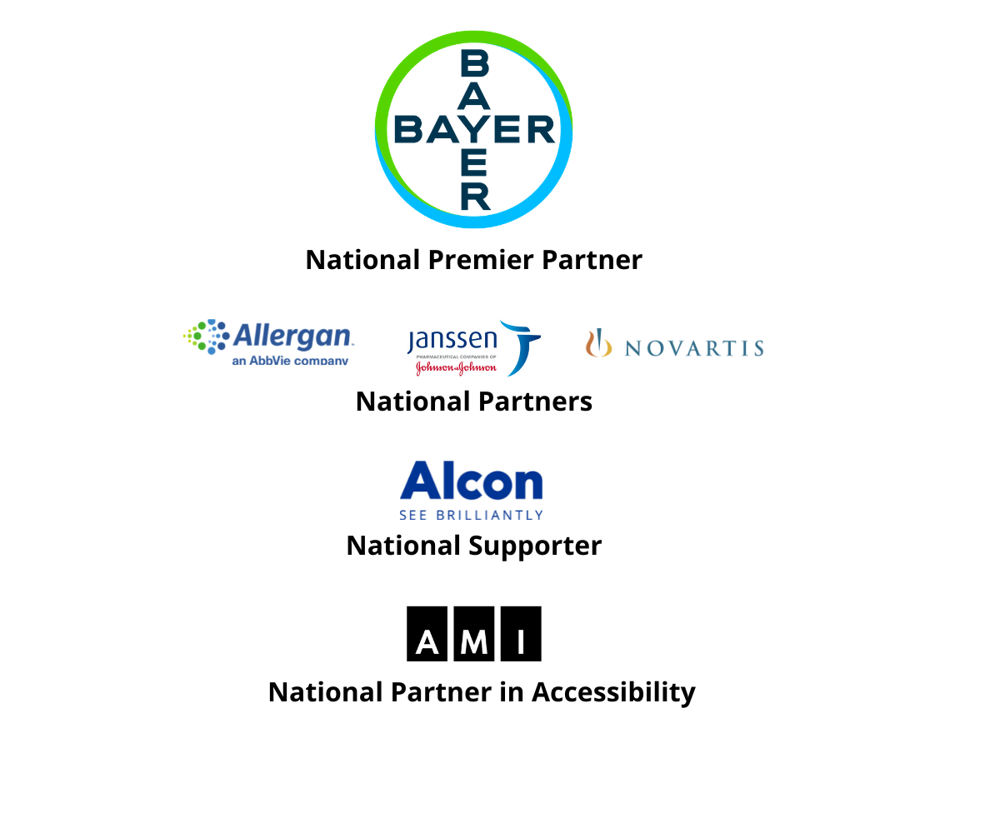 BAYER
BAYER
National Premier Partner
Allergan
an AbbVie company
janssen
PHARMACEUTICAL COMPANIES OF
Johnson & Johnson
NOVARTIS
National Partners
Alcon
SEE BRILLIANTLY
National Supporter
AMI
National Partner in Accessibility